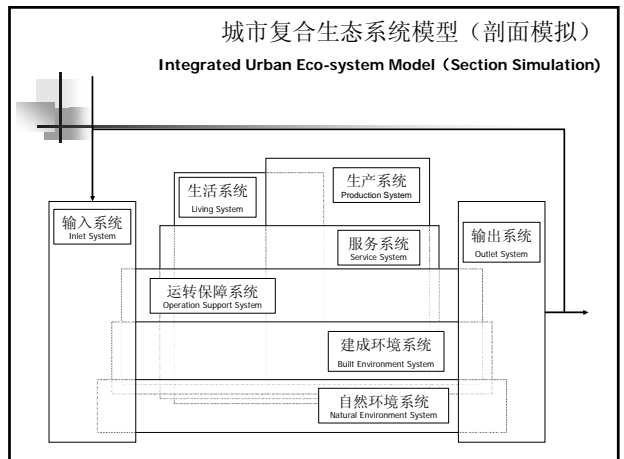 城市复合生态系统模型（剖面模拟）
Integrated Urban Eco-system Model（Section Simulation)
生活系统
Living System
生产系统
Production System
输入系统
Inlet System
服务系统
Service System
输出系统
Outlet System
运转保障系统
Operation Support System
建成环境系统
Built Environment System
自然环境系统
Natural Environment System